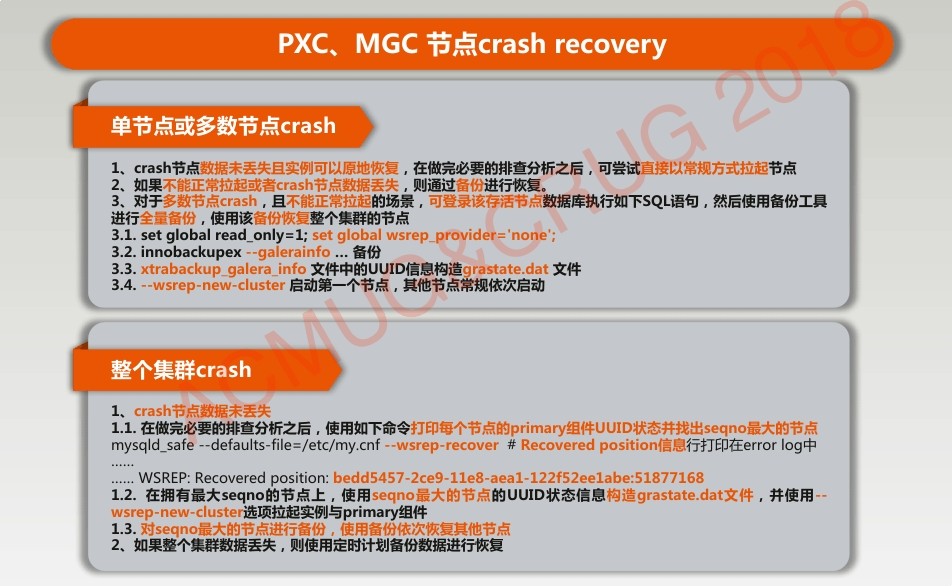 PXC、MGC 节点crash recovery
单节点或多数节点crash
1、crash节点数据未丢失且实例可以原地恢复，在做完必要的排查分析之后，可尝试直接以常规方式拉起节点
2、如果不能正常拉起或者crash节点数据丢失，则通过备份进行恢复。
3、对于多数节点crash，且不能正常拉起的场景，可登录该存活节点数据库执行如下SQL语句，然后使用备份工具
进行全量备份，使用该备份恢复整个集群的节点
3.1. set global read_only=1; set global wsrep_provider='none';
3.2. innobackupex --galerainfo ... 备份
3.3. xtrabackup_galera_info 文件中的UUID信息构造grastate.dat 文件
3.4. --wsrep-new-cluster 启动第一个节点，其他节点常规依次启动
整个集群crash
1、crash节点数据未丢失
1.1. 在做完必要的排查分析之后，使用如下命令打印每个节点的primary组件UUID状态并找出seqno最大的节点
mysqld_safe --defaults-file=/etc/my.cnf --wsrep-recover # Recovered position信息行打印在error log中
......
...... WSREP: Recovered position: bedd5457-2ce9-11e8-aea1-122f52ee1abe:51877168
1.2. 在拥有最大seqno的节点上，使用seqno最大的节点的UUID状态信息构造grastate.dat文件，并使用--
wsrep-new-cluster选项拉起实例与primary组件
1.3. 对seqno最大的节点进行备份，使用备份依次恢复其他节点
2、如果整个集群数据丢失，则使用定时计划备份数据进行恢复
ACMUG&CRUG 2018